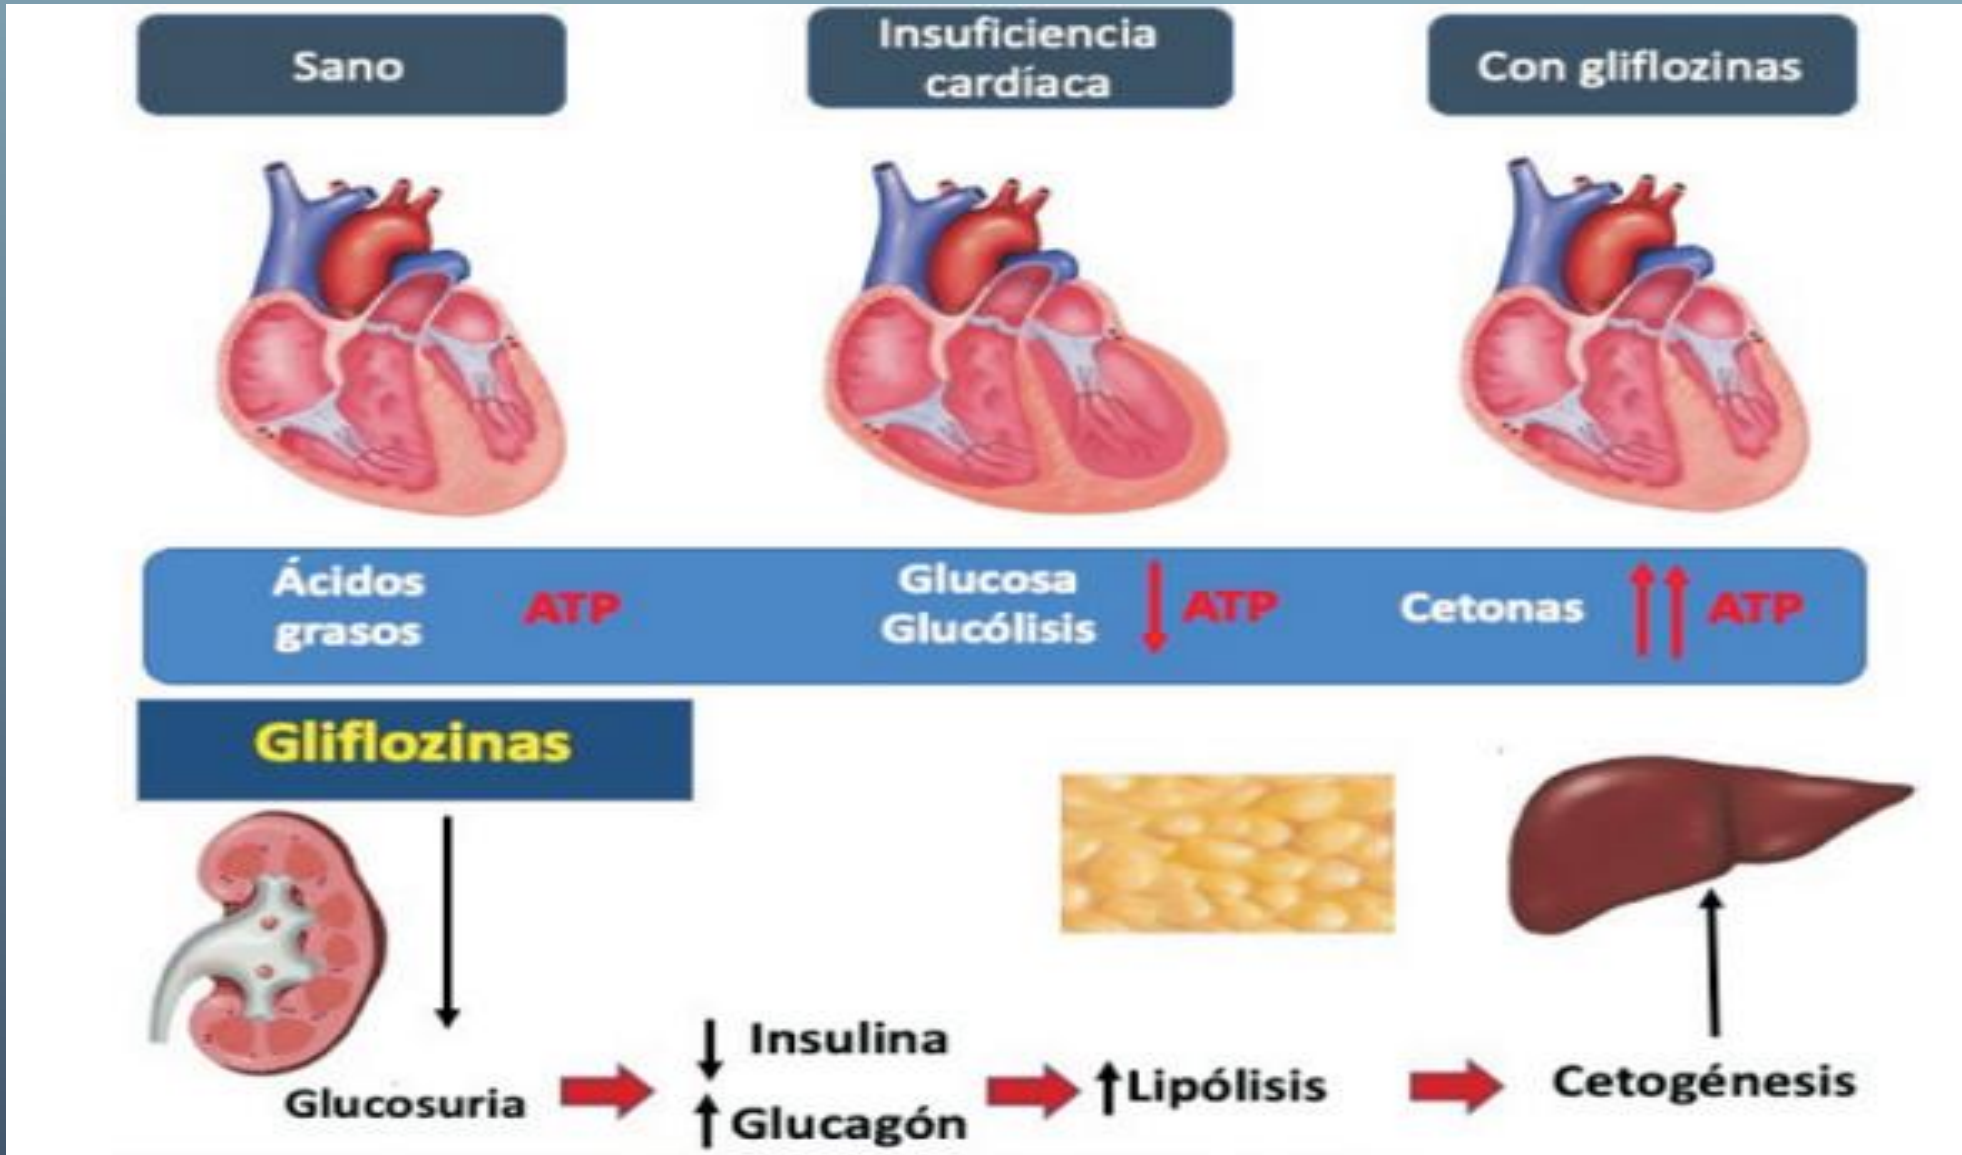 Sano
Insuficiencia
cardíaca
Con gliflozinas
Ácidos
grasos
ATP
Glucosa
Glucólisis
↓ ATP
Cetonas
↑↑ ATP
Gliflozinas
Glucosuria
↓ Insulina
↑ Glucagón
↑Lipólisis
Cetogénesis